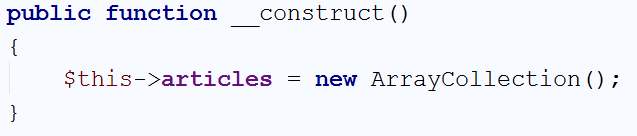 public function __construct()
{
    $this->articles = new ArrayCollection();
}